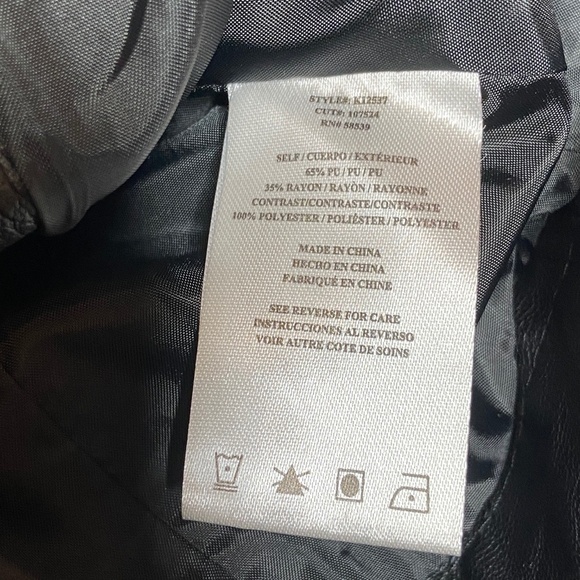 STYLE#: K12537
CUT#: 107524
RN# 58839
SELF / CUERPO / EXTÉRIEUR
65% PU / PU / PU
35% RAYON / RAYÒN / RAYONNE
CONTRAST/CONTRASTE/CONTRASTE
100% POLYESTER / POLIÉSTER / POLYESTER
MADE IN CHINA
HECHO EN CHINA
FABRIQUÉ EN CHINE
SEE REVERSE FOR CARE
INSTRUCCIONES AL REVERSO
VOIR AUTRE COTE DE SOINS